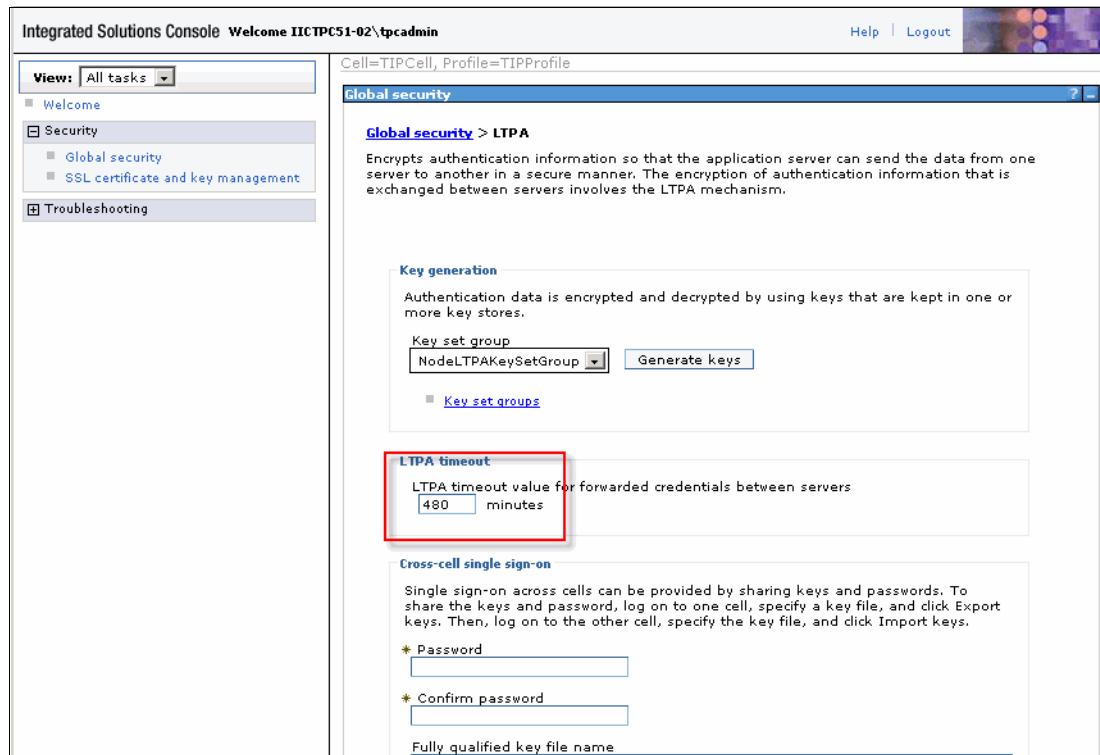 Integrated Solutions Console Welcome IICTPC51-02\tpcadmin
Help Logout
View: All tasks
Welcome
Security
Global security
SSL certificate and key management
Troubleshooting
Cell=TIPCell, Profile=TIPProfile
Global security ? -
Global security > LTPA
Encrypts authentication information so that the application server can send the data from one
server to another in a secure manner. The encryption of authentication information that is
exchanged between servers involves the LTPA mechanism.
Key generation
Authentication data is encrypted and decrypted by using keys that are kept in one or
more key stores.
Key set group
NodeLTPAKeySetGroup Generate keys
Key set groups
LTPA timeout
LTPA timeout value for forwarded credentials between servers
480 minutes
Cross-cell single sign-on
Single sign-on across cells can be provided by sharing keys and passwords. To
share the keys and password, log on to one cell, specify a key file, and click Export
keys. Then, log on to the other cell, specify the key file, and click Import keys.
* Password
* Confirm password
Fully qualified key file name